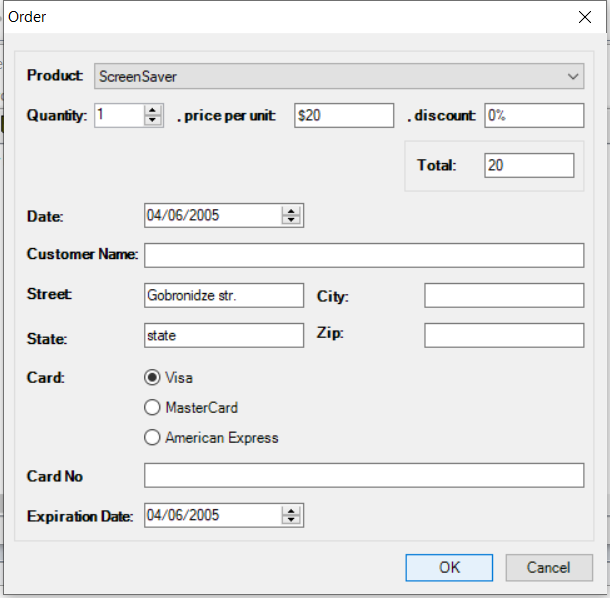 Order
Product: ScreenSaver
Quantity: 1 , price per unit: $20 , discount: 0%
Total: 20
Date: 04/06/2005
Customer Name:
Street: Gobronidze str. City:
State: state Zip:
Card: Visa
MasterCard
American Express
Card No
Expiration Date: 04/06/2005
OK Cancel